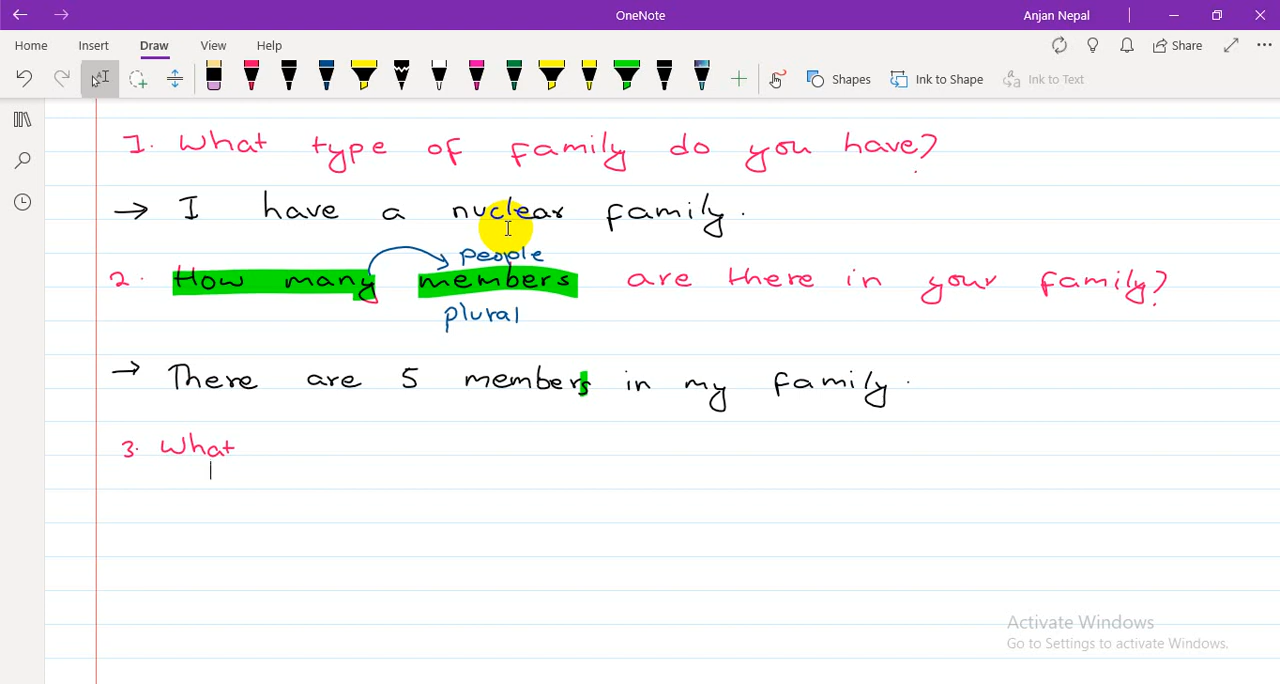 OneNote
Anjan Nepal
Home Insert Draw View Help
Share
Shapes Ink to Shape Ink to Text
1. What type of family do you have?
→ I have a nuclear family.
people
2. How many members are there in your family?
plural
→ There are 5 members in my family.
3. What
Activate Windows
Go to Settings to activate Windows.